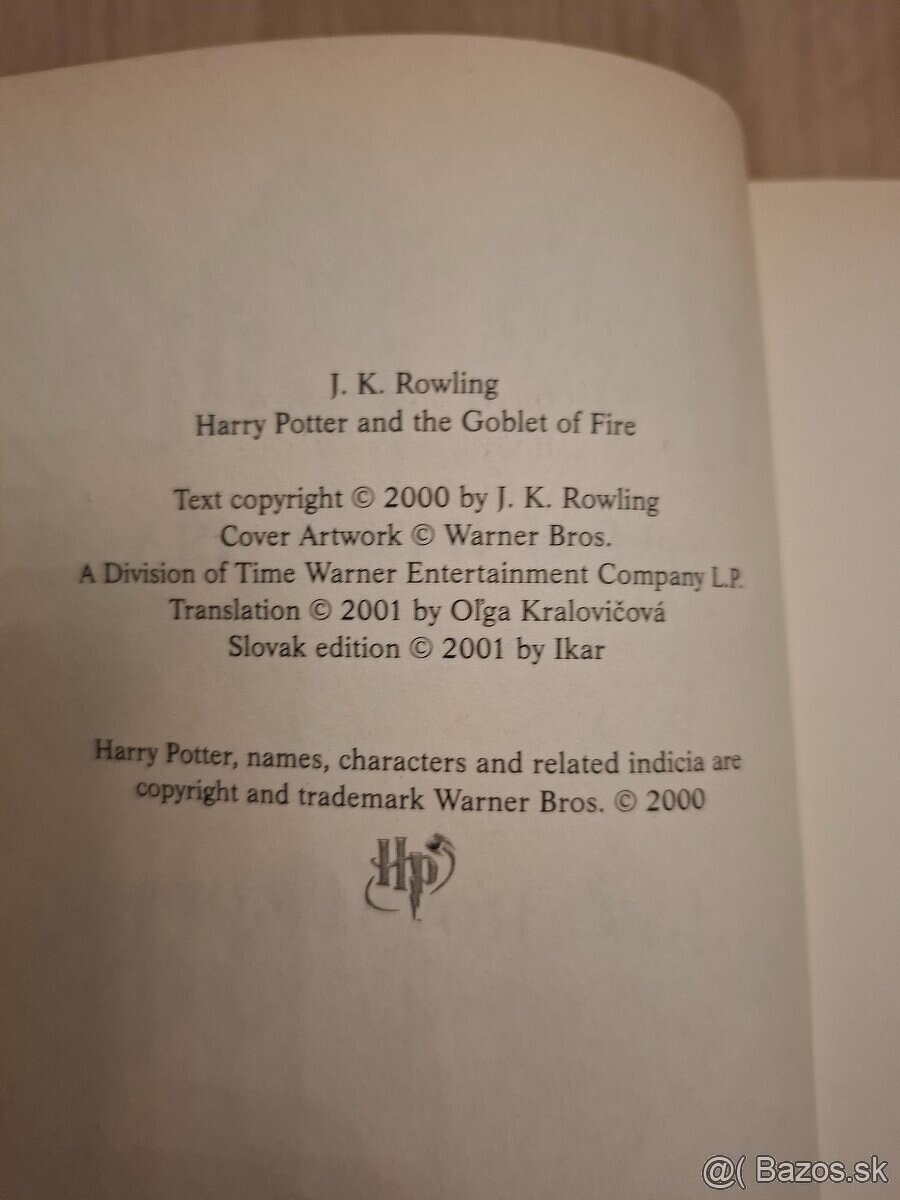 J. K. Rowling
Harry Potter and the Goblet of Fire
Text copyright © 2000 by J. K. Rowling
Cover Artwork © Warner Bros.
A Division of Time Warner Entertainment Company L.P.
Translation © 2001 by Oľga Kralovičová
Slovak edition © 2001 by Ikar
Harry Potter, names, characters and related indicia are
copyright and trademark Warner Bros. © 2000
HP
@( Bazos.sk